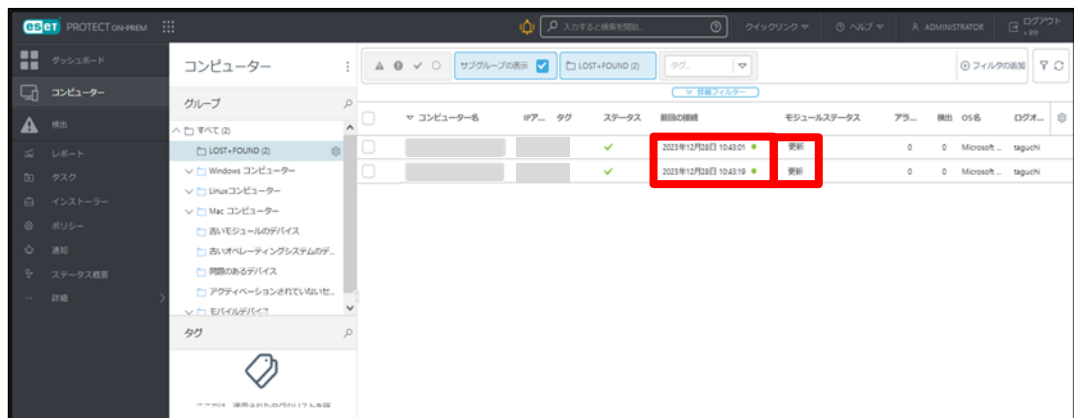 eset PROTECT ON-PREM
入力すると検索を開始...
クイックリンク
ヘルプ
ADMINISTRATOR
ログアウト
ダッシュボード
コンピューター
検出
レポート
タスク
インストーラー
ポリシー
通知
ステータス概要
詳細
コンピューター
グループ
すべて (2)
LOST+FOUND (2)
Windows コンピューター
Linuxコンピューター
Mac コンピューター
古いモジュールのデバイス
古いオペレーティングシステムのデ...
問題のあるデバイス
アクティベーションされていないセ...
モバイルデバイス
タグ
サブグループの表示
LOST+FOUND (2)
タグ...
フィルタの追加
詳細フィルター
コンピューター名 IPア... タグ ステータス 前回の接続 モジュールステータス アラ... 検出 OS名 ログオ...
2023年12月28日 10:43:01 更新 0 0 Microsoft ... taguchi
2023年12月28日 10:43:19 更新 0 0 Microsoft ... taguchi